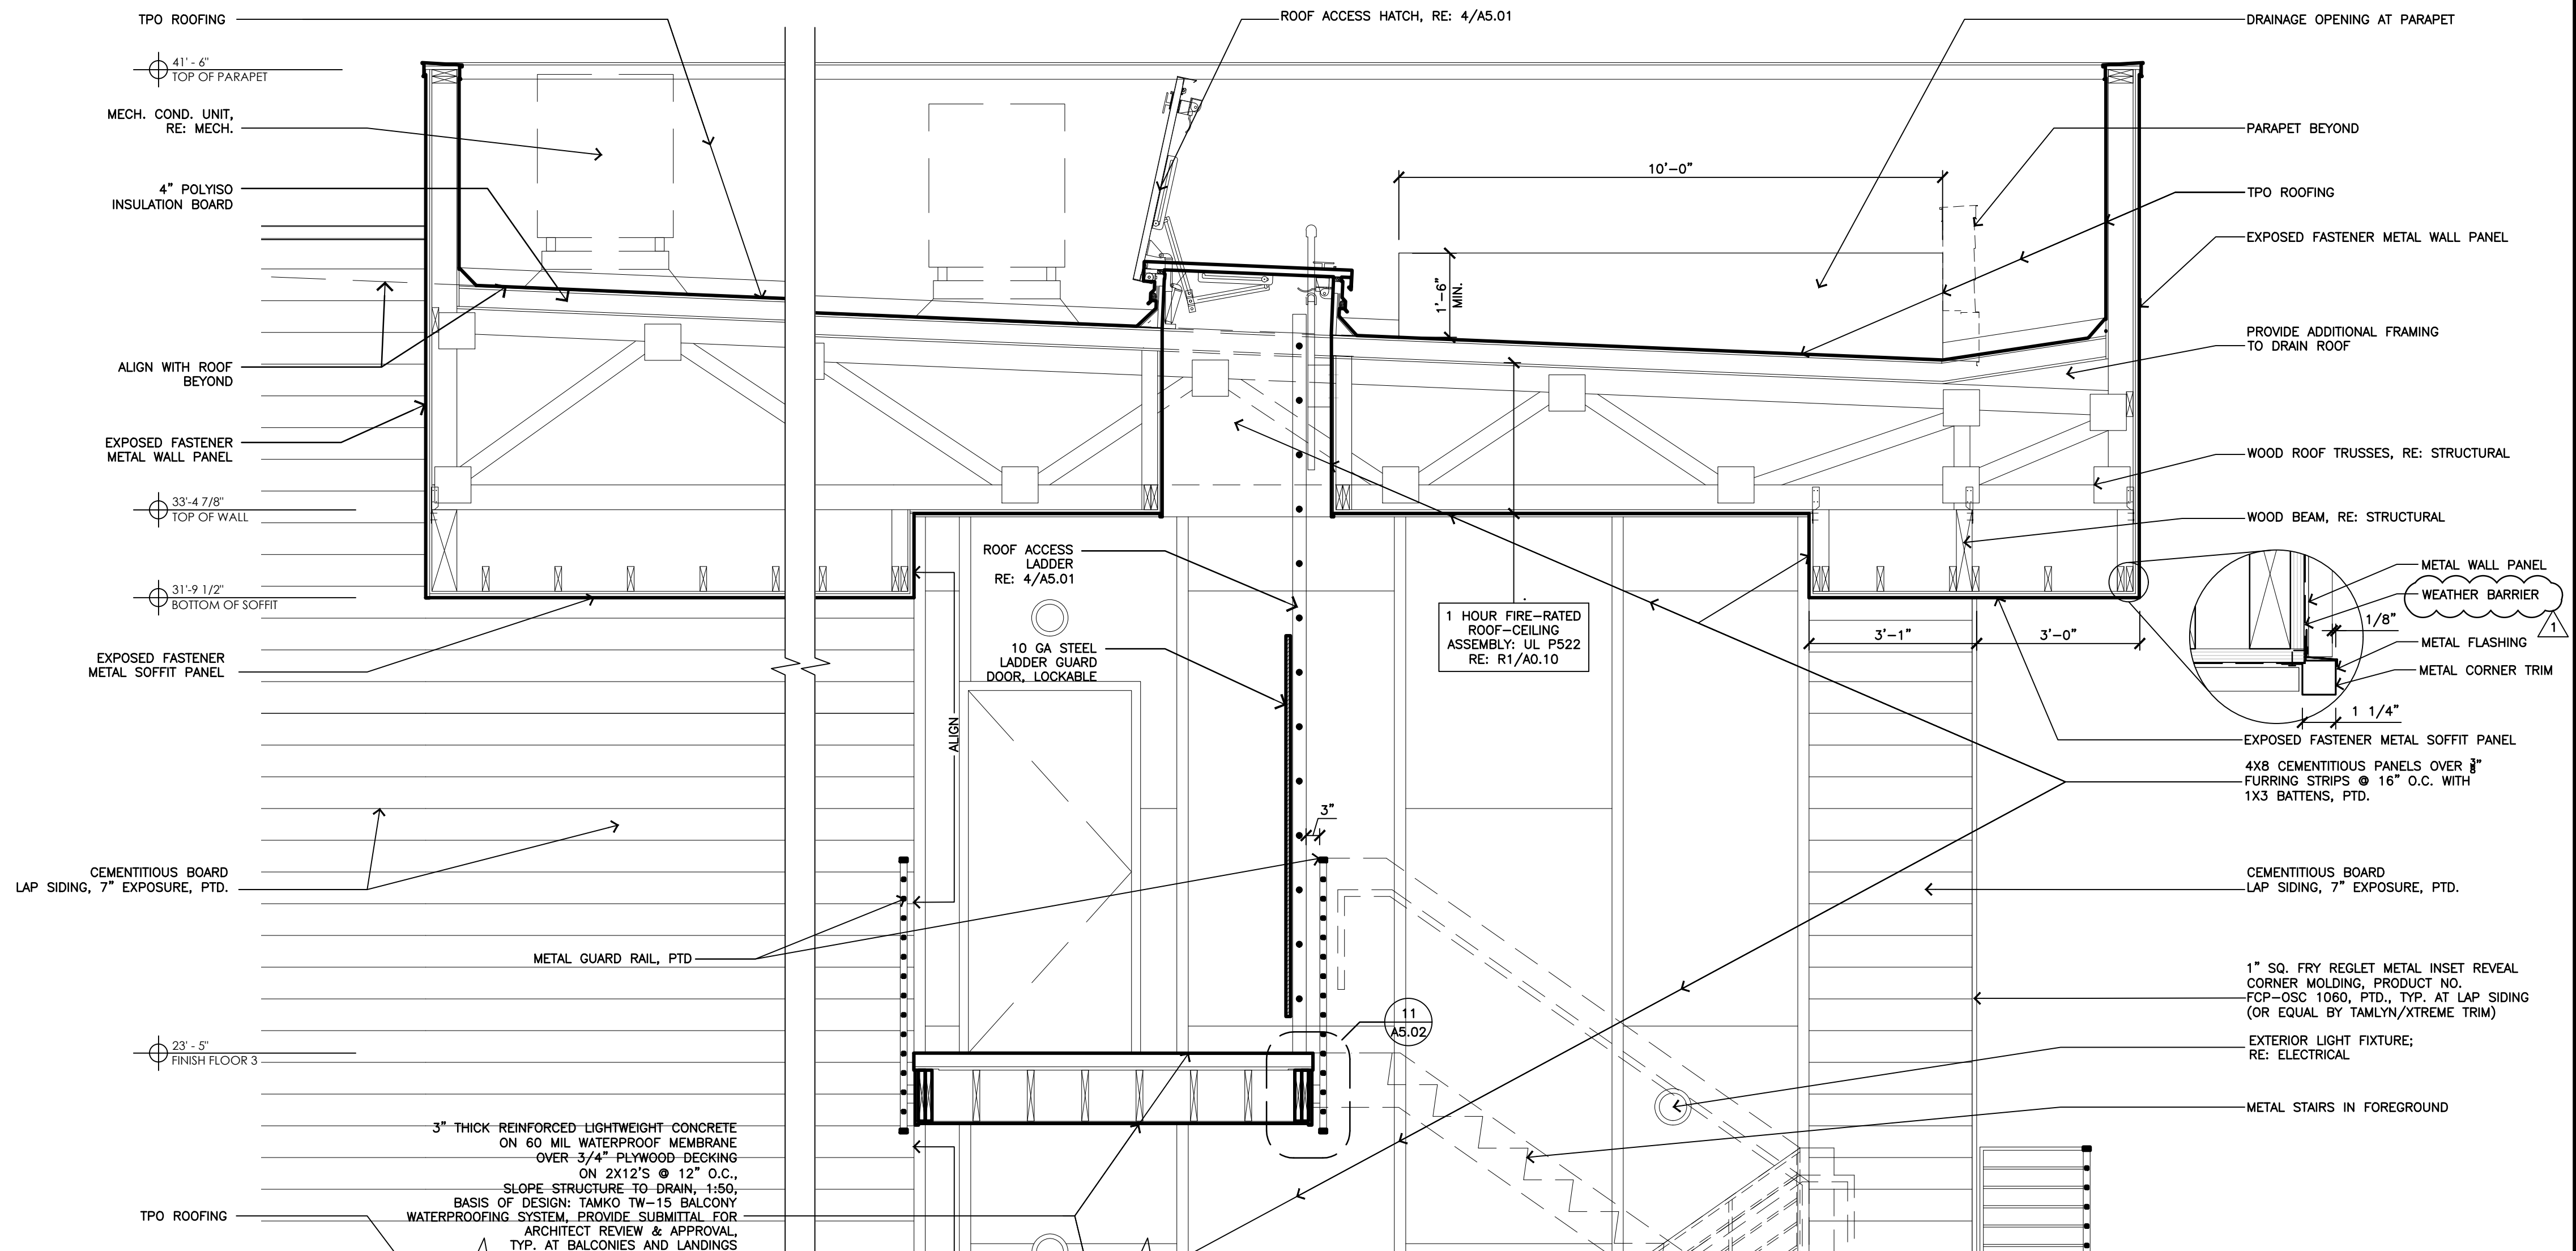 TPO ROOFING
41' - 6"
TOP OF PARAPET
MECH. COND. UNIT,
RE: MECH.
4" POLYISO
INSULATION BOARD
ALIGN WITH ROOF
BEYOND
EXPOSED FASTENER
METAL WALL PANEL
33'-4 7/8"
TOP OF WALL
31'-9 1/2"
BOTTOM OF SOFFIT
EXPOSED FASTENER
METAL SOFFIT PANEL
CEMENTITIOUS BOARD
LAP SIDING, 7" EXPOSURE, PTD.
METAL GUARD RAIL, PTD
23' - 5"
FINISH FLOOR 3
3" THICK REINFORCED LIGHTWEIGHT CONCRETE
ON 60 MIL WATERPROOF MEMBRANE
OVER 3/4" PLYWOOD DECKING
ON 2X12'S @ 12" O.C.,
SLOPE STRUCTURE TO DRAIN, 1:50,
BASIS OF DESIGN: TAMKO TW-15 BALCONY
WATERPROOFING SYSTEM, PROVIDE SUBMITTAL FOR
ARCHITECT REVIEW & APPROVAL,
TYP. AT BALCONIES AND LANDINGS
TPO ROOFING
ROOF ACCESS HATCH, RE: 4/A5.01
10'-0"
1'-6"
MIN.
ROOF ACCESS
LADDER
RE: 4/A5.01
10 GA STEEL
LADDER GUARD
DOOR, LOCKABLE
ALIGN
3"
1 HOUR FIRE-RATED
ROOF-CEILING
ASSEMBLY: UL P522
RE: R1/A0.10
11
A5.02
3'-1"
3'-0"
DRAINAGE OPENING AT PARAPET
PARAPET BEYOND
TPO ROOFING
EXPOSED FASTENER METAL WALL PANEL
PROVIDE ADDITIONAL FRAMING
TO DRAIN ROOF
WOOD ROOF TRUSSES, RE: STRUCTURAL
WOOD BEAM, RE: STRUCTURAL
METAL WALL PANEL
WEATHER BARRIER
1
1/8"
METAL FLASHING
METAL CORNER TRIM
1 1/4"
EXPOSED FASTENER METAL SOFFIT PANEL
4X8 CEMENTITIOUS PANELS OVER 3/8"
FURRING STRIPS @ 16" O.C. WITH
1X3 BATTENS, PTD.
CEMENTITIOUS BOARD
LAP SIDING, 7" EXPOSURE, PTD.
1" SQ. FRY REGLET METAL INSET REVEAL
CORNER MOLDING, PRODUCT NO.
FCP-OSC 1060, PTD., TYP. AT LAP SIDING
(OR EQUAL BY TAMLYN/XTREME TRIM)
EXTERIOR LIGHT FIXTURE;
RE: ELECTRICAL
METAL STAIRS IN FOREGROUND